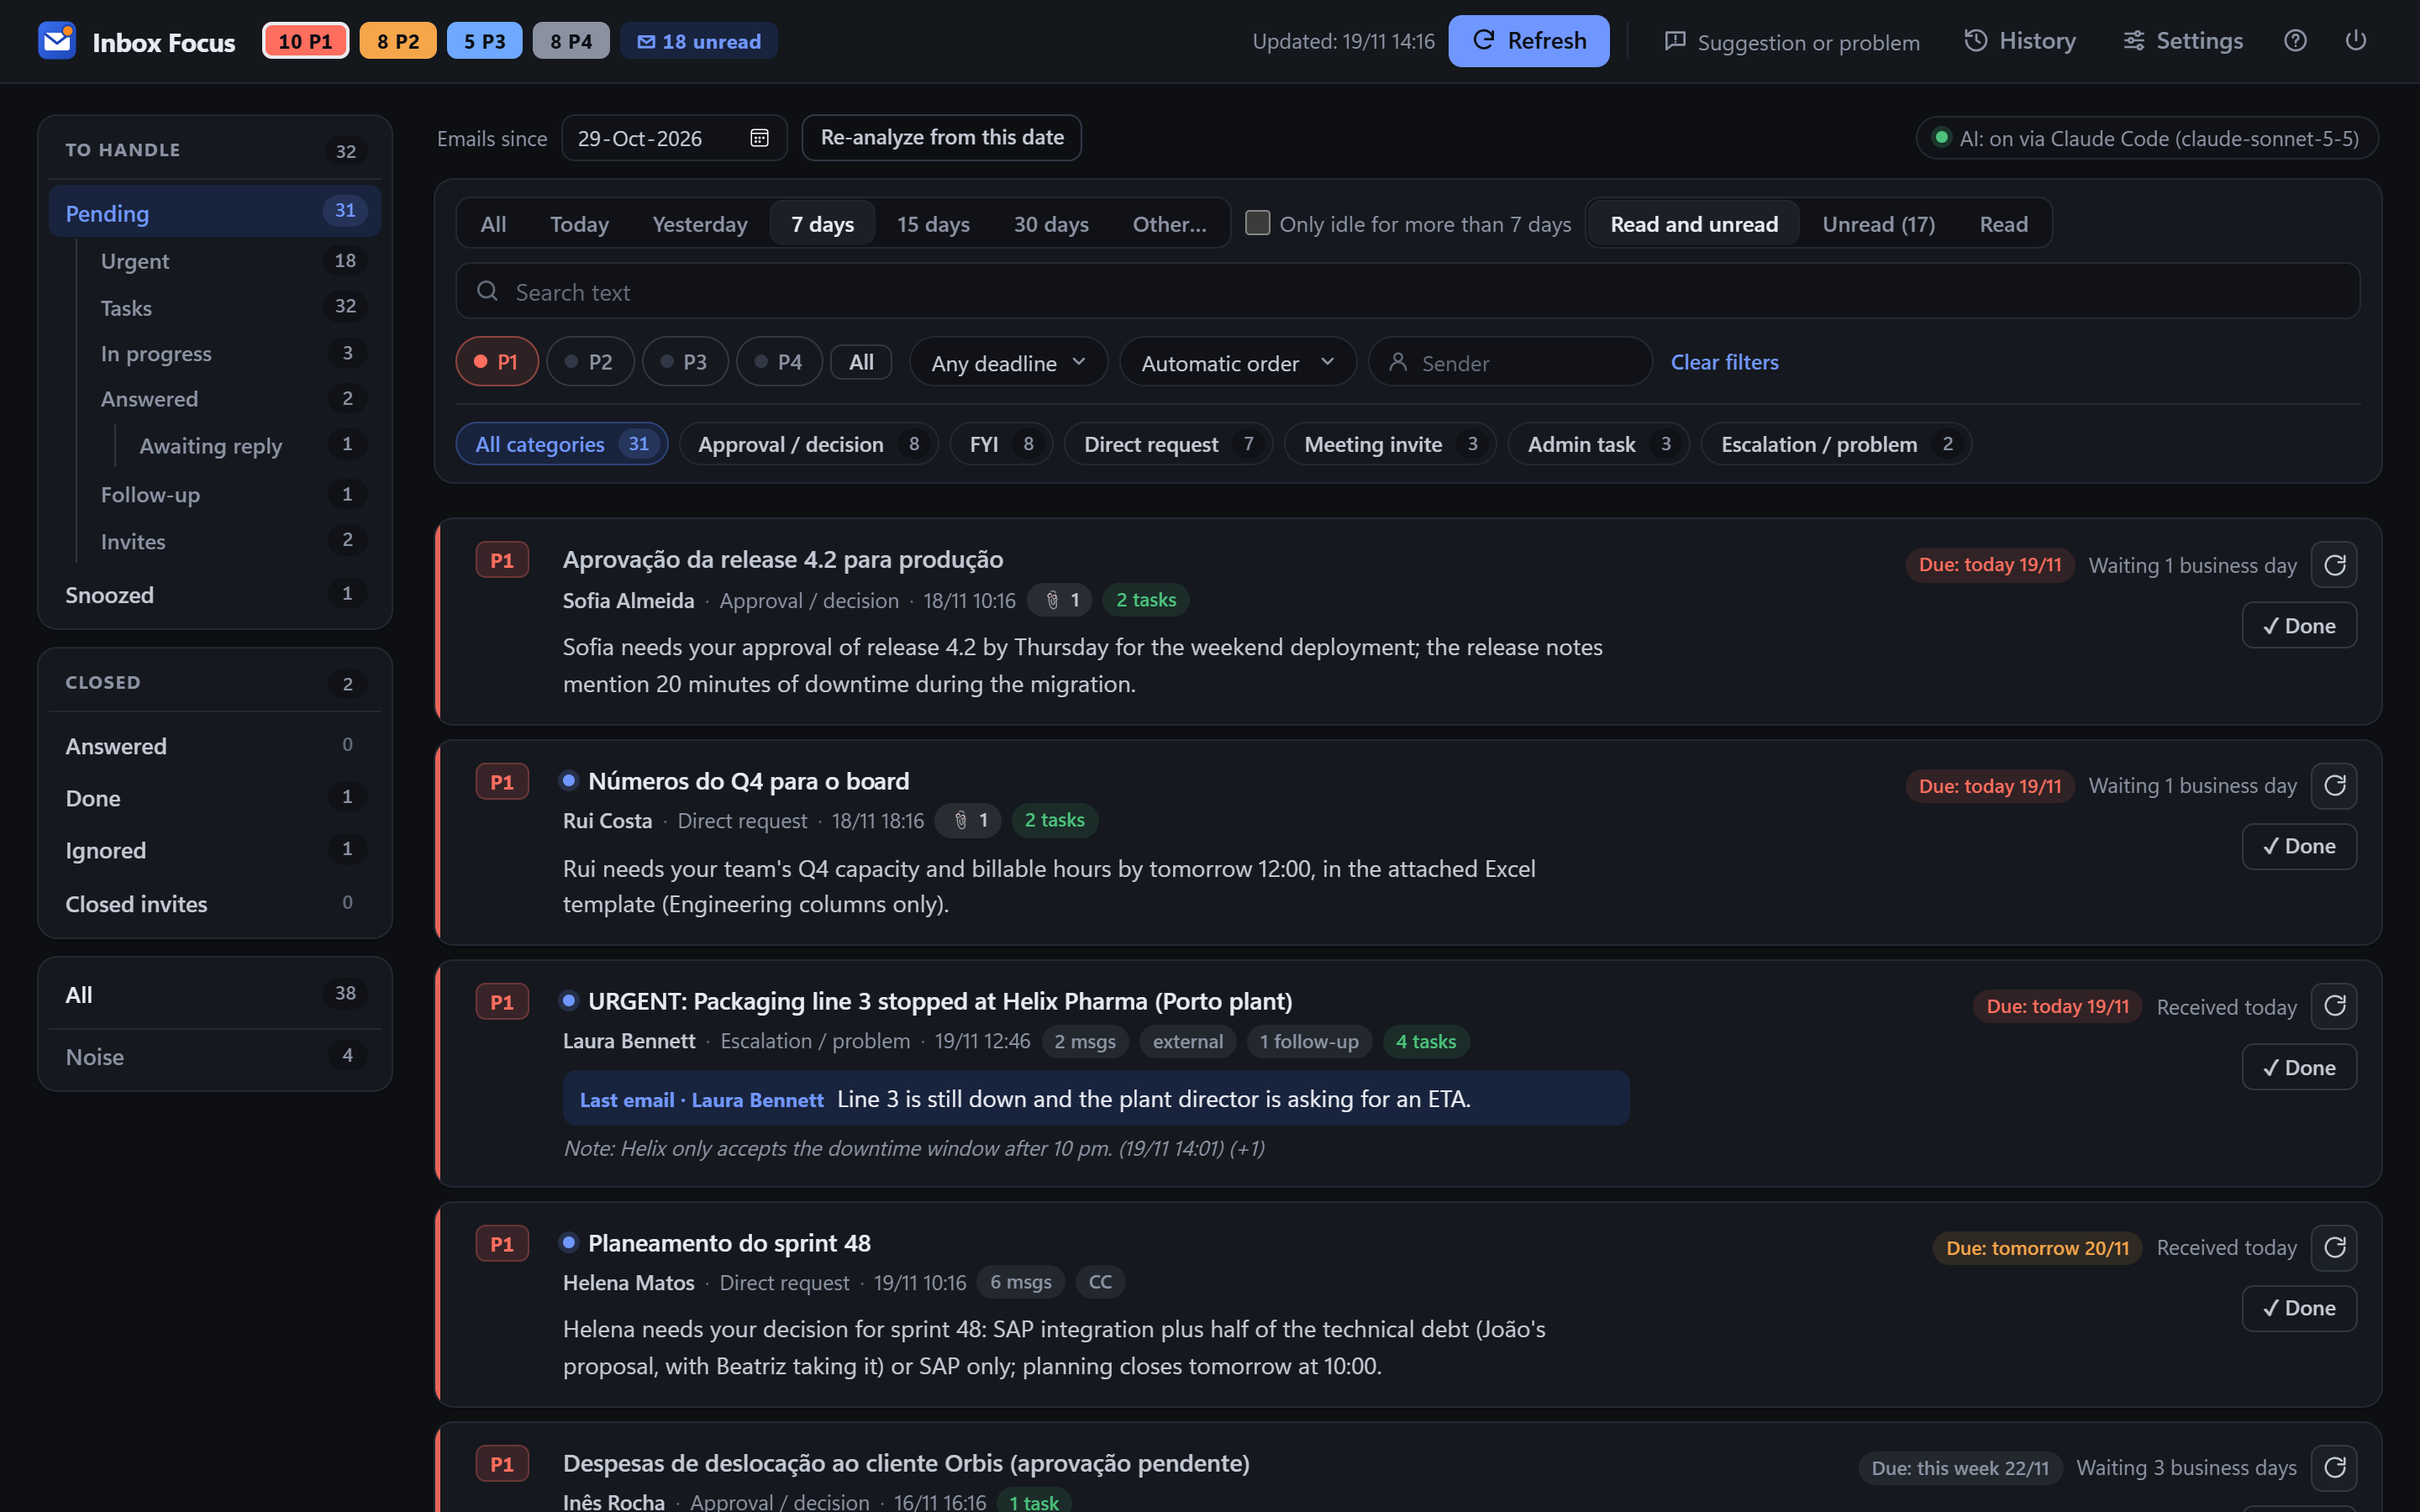 Inbox Focus 10 P1 8 P2 5 P3 8 P4 18 unread Updated: 19/11 14:16 Refresh Suggestion or problem History Settings
TO HANDLE 32
Pending 31
Urgent 18
Tasks 32
In progress 3
Answered 2
Awaiting reply 1
Follow-up 1
Invites 2
Snoozed 1
CLOSED 2
Answered 0
Done 1
Ignored 1
Closed invites 0
All 38
Noise 4
Emails since 29-Oct-2026 Re-analyze from this date AI: on via Claude Code (claude-sonnet-5-5)
All Today Yesterday 7 days 15 days 30 days Other... Only idle for more than 7 days Read and unread Unread (17) Read
Search text
P1 P2 P3 P4 All Any deadline Automatic order Sender Clear filters
All categories 31 Approval / decision 8 FYI 8 Direct request 7 Meeting invite 3 Admin task 3 Escalation / problem 2
P1 Aprovação da release 4.2 para produção Due: today 19/11 Waiting 1 business day
Sofia Almeida · Approval / decision · 18/11 10:16 1 2 tasks
✓ Done
Sofia needs your approval of release 4.2 by Thursday for the weekend deployment; the release notes
mention 20 minutes of downtime during the migration.
P1 Números do Q4 para o board Due: today 19/11 Waiting 1 business day
Rui Costa · Direct request · 18/11 18:16 1 2 tasks
✓ Done
Rui needs your team's Q4 capacity and billable hours by tomorrow 12:00, in the attached Excel
template (Engineering columns only).
P1 URGENT: Packaging line 3 stopped at Helix Pharma (Porto plant) Due: today 19/11 Received today
Laura Bennett · Escalation / problem · 19/11 12:46 2 msgs external 1 follow-up 4 tasks
✓ Done
Last email · Laura Bennett Line 3 is still down and the plant director is asking for an ETA.
Note: Helix only accepts the downtime window after 10 pm. (19/11 14:01) (+1)
P1 Planeamento do sprint 48 Due: tomorrow 20/11 Received today
Helena Matos · Direct request · 19/11 10:16 6 msgs CC
✓ Done
Helena needs your decision for sprint 48: SAP integration plus half of the technical debt (João's
proposal, with Beatriz taking it) or SAP only; planning closes tomorrow at 10:00.
P1 Despesas de deslocação ao cliente Orbis (aprovação pendente) Due: this week 22/11 Waiting 3 business days
Inês Rocha · Approval / decision · 16/11 16:16 1 task